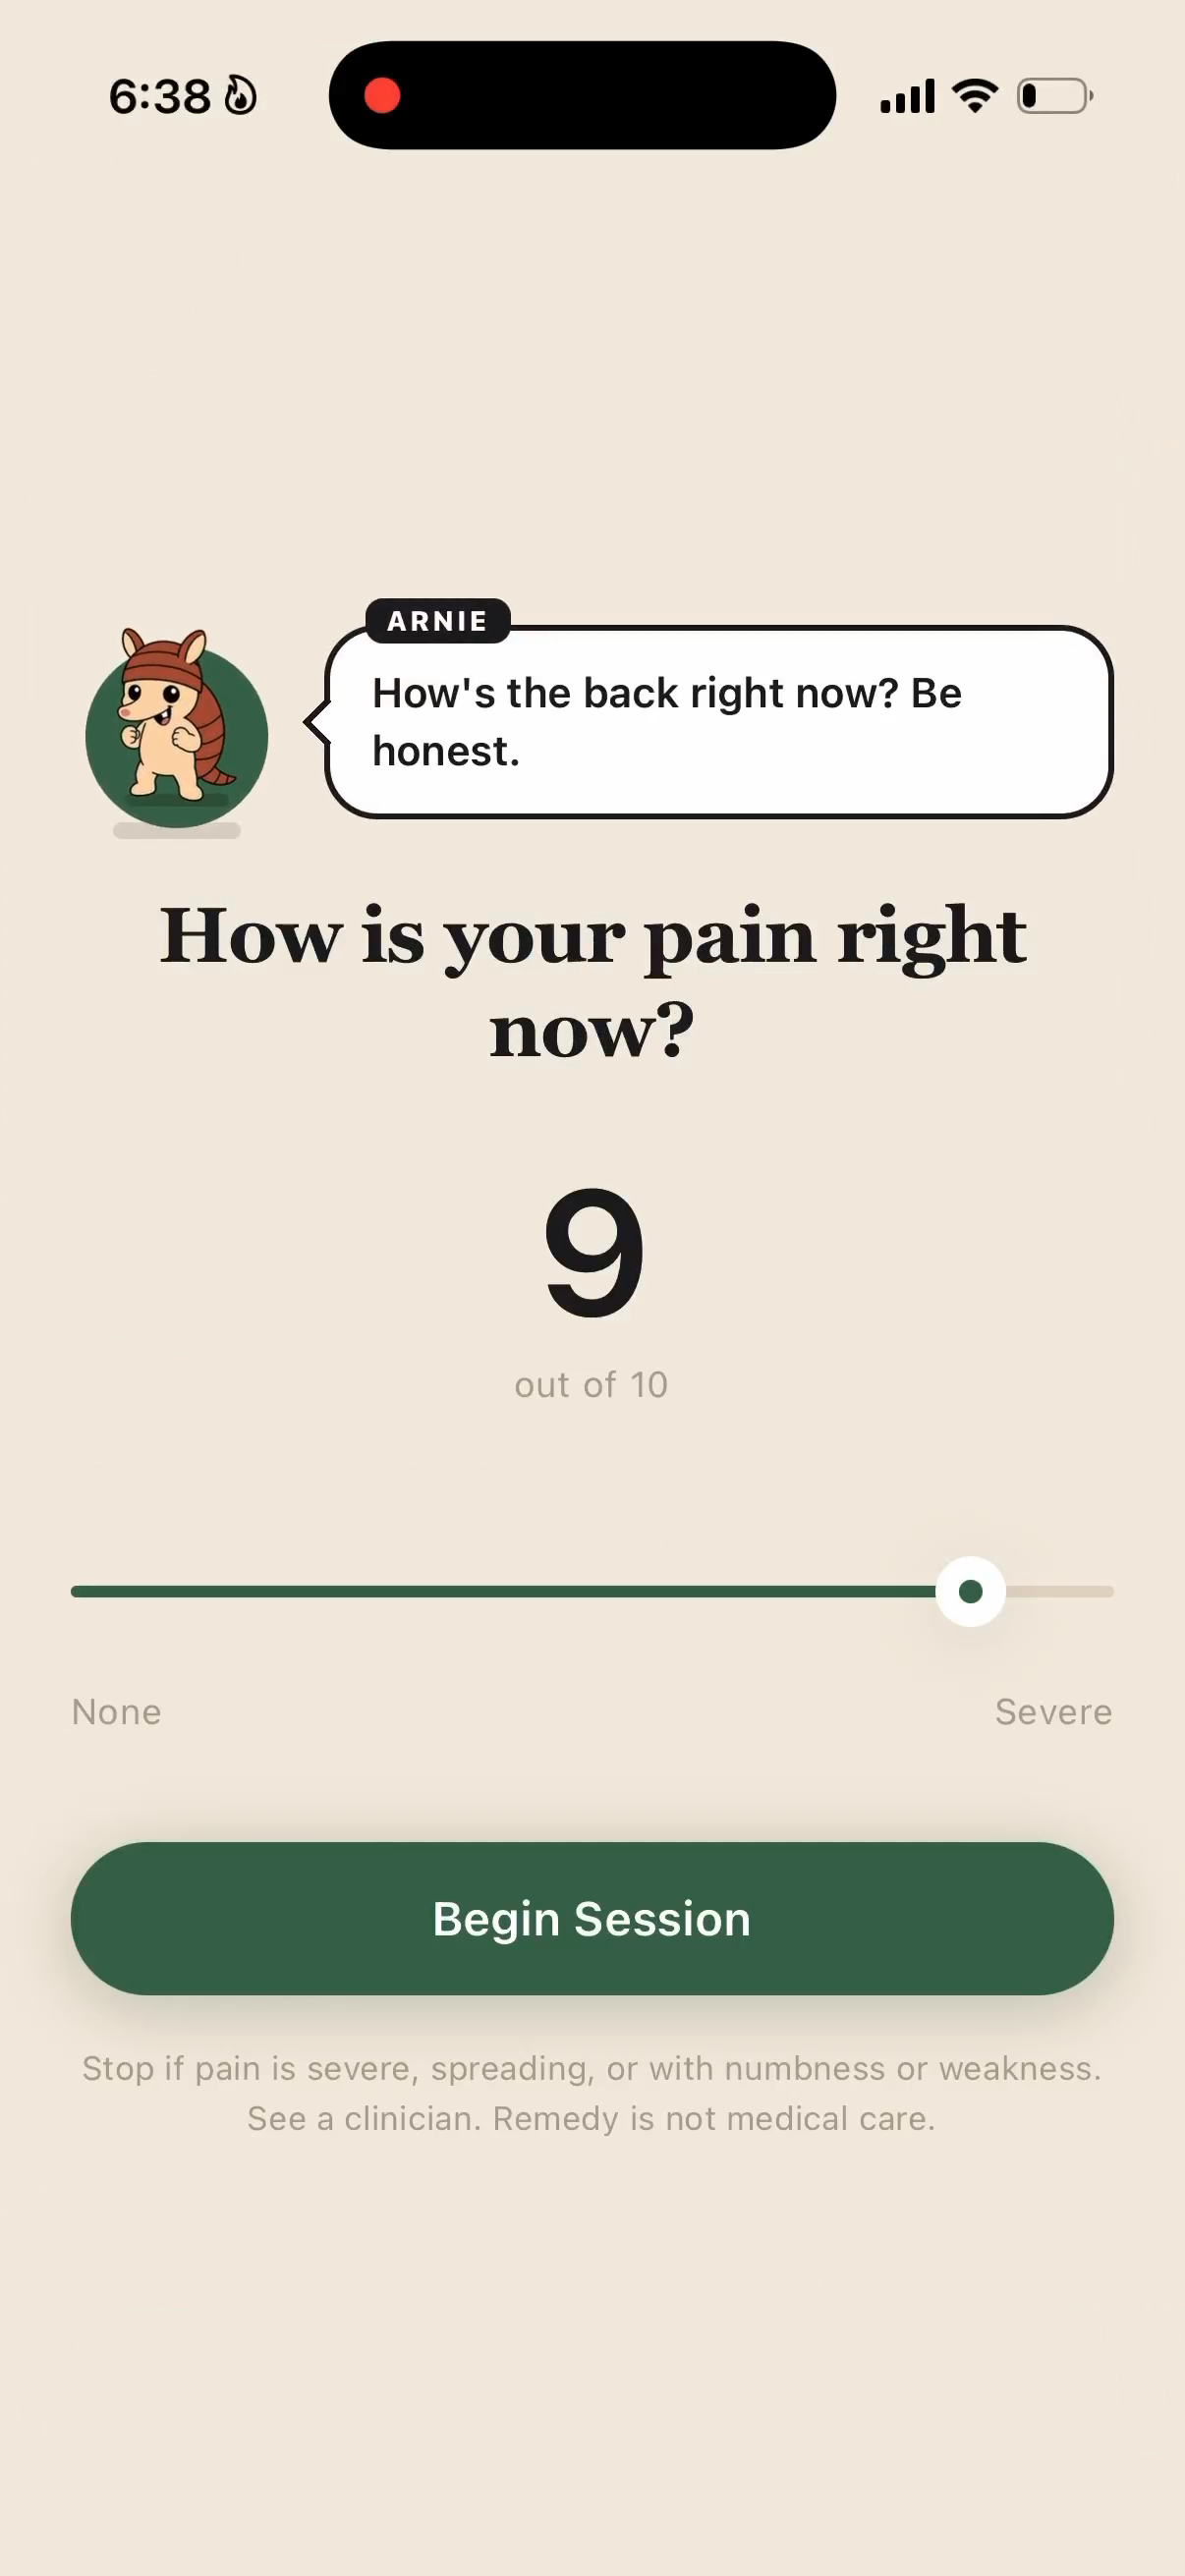 6:38
ARNIE
How's the back right now? Be
honest.
How is your pain right
now?
9
out of 10
None
Severe
Begin Session
Stop if pain is severe, spreading, or with numbness or weakness.
See a clinician. Remedy is not medical care.